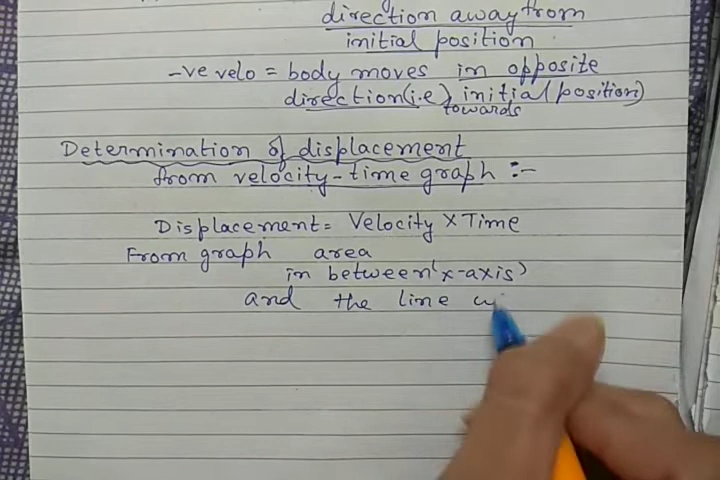 direction away from
initial position
-ve velo = body moves in opposite
direction (i.e) initial position)
towards
Determination of displacement
from velocity-time graph :-
Displacement = Velocity × Time
From graph area
in between 'x-axis'
and the line